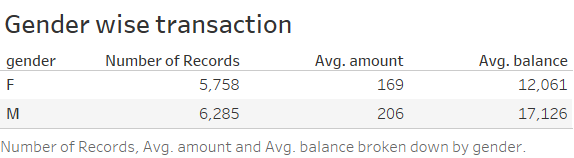 Gender wise transaction
gender Number of Records Avg. amount Avg. balance
F 5,758 169 12,061
M 6,285 206 17,126
Number of Records, Avg. amount and Avg. balance broken down by gender.